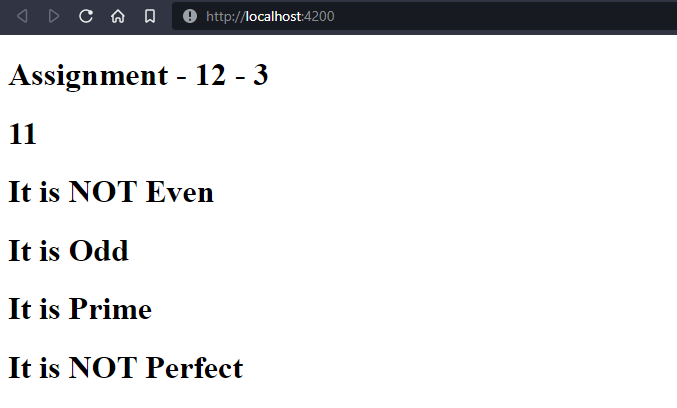 http://localhost:4200
Assignment - 12 - 3
11
It is NOT Even
It is Odd
It is Prime
It is NOT Perfect